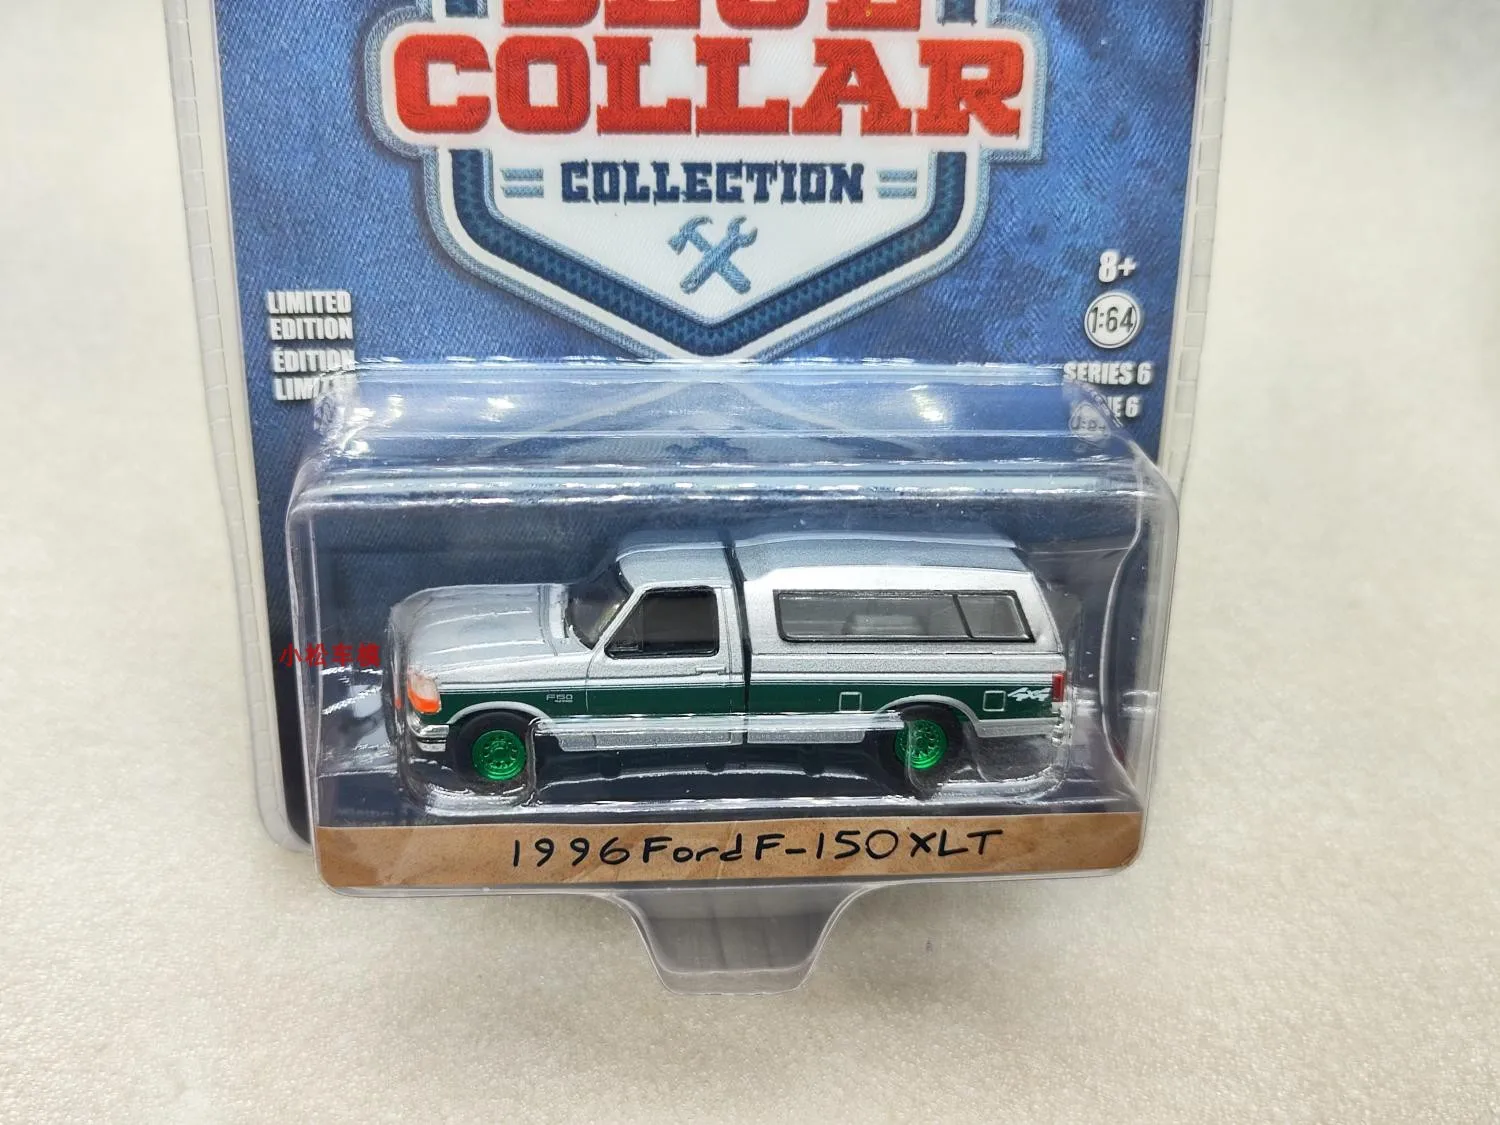 COLLAR
COLLECTION
8+
1:64
LIMITED
EDITION
ÉDITION
SERIES 6
小松车模
F150
4x4
1996 Ford F-150 XLT